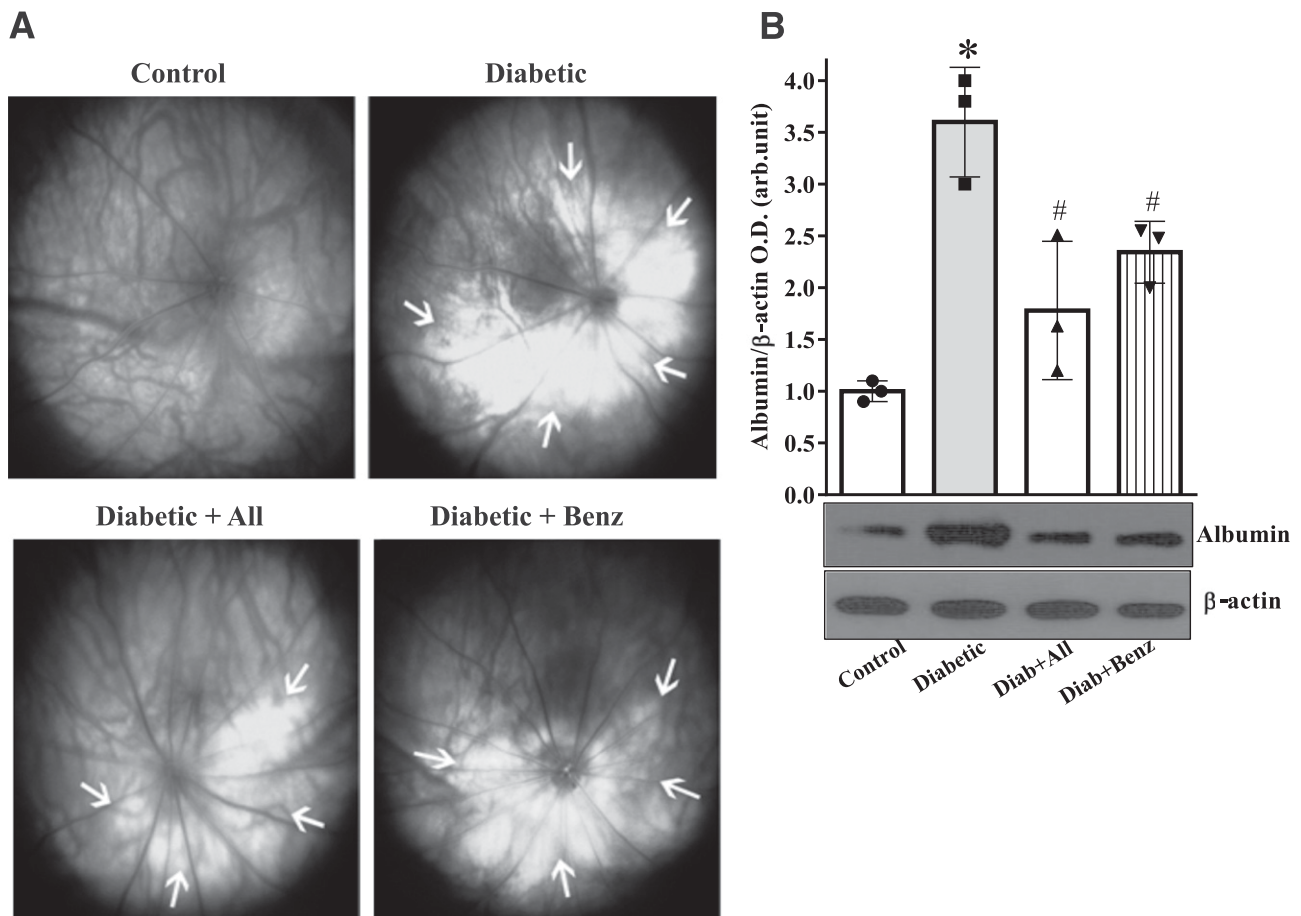 A
Control
Diabetic
Diabetic + All
Diabetic + Benz
B
Albumin/β-actin O.D. (arb.unit)
4.0
3.5
3.0
2.5
2.0
1.5
1.0
0.5
0.0
*
#
#
Albumin
β-actin
Control
Diabetic
Diab+All
Diab+Benz